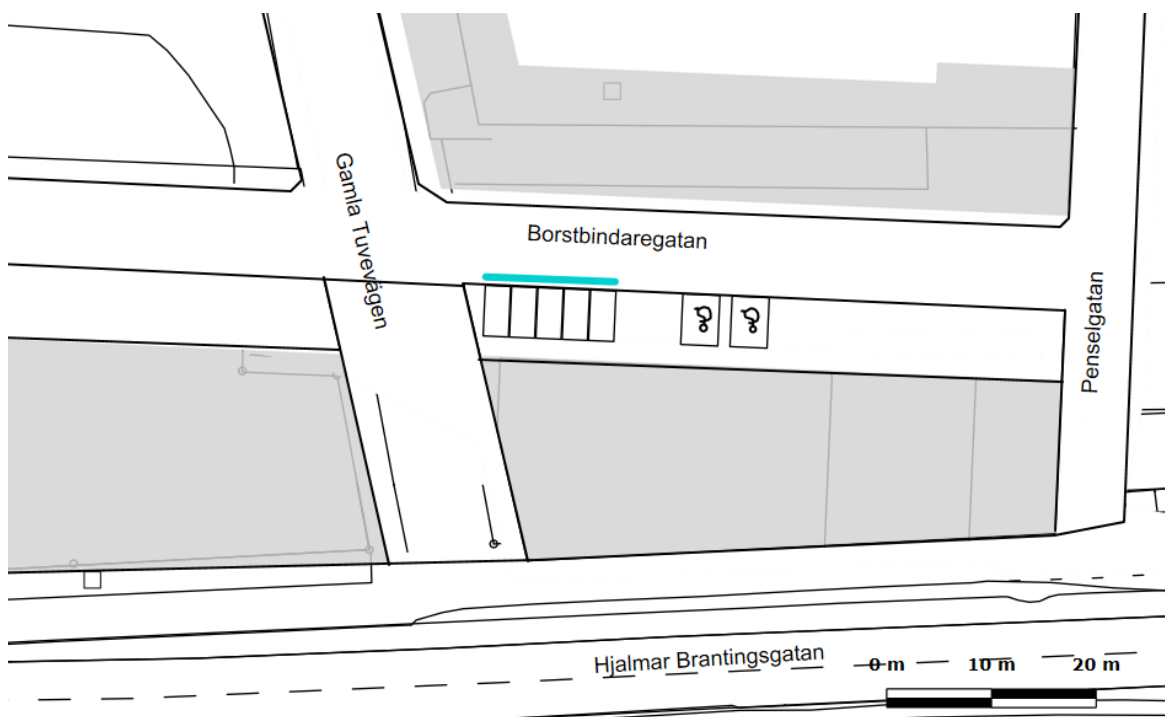 Gamla Tuvevägen
Borstbindaregatan
Penselgatan
Hjalmar Brantingsgatan
0 m 10 m 20 m